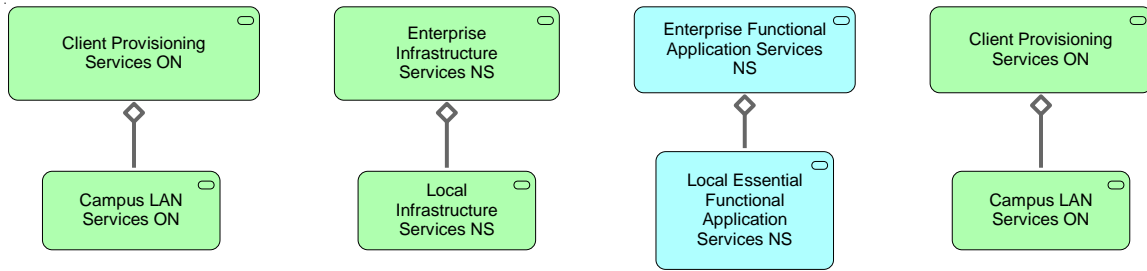 Client Provisioning
Services ON
Enterprise
Infrastructure
Services NS
Enterprise Functional
Application Services
NS
Client Provisioning
Services ON
Campus LAN
Services ON
Local
Infrastructure
Services NS
Local Essential
Functional
Application
Services NS
Campus LAN
Services ON